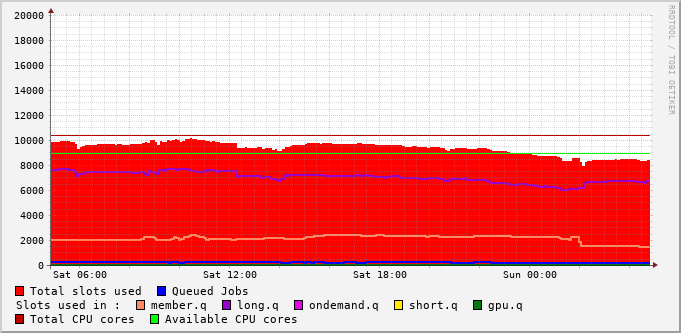 20000
18000
16000
14000
12000
10000
8000
6000
4000
2000
0
Sat 06:00 Sat 12:00 Sat 18:00 Sun 00:00
RRDTOOL / TOBI OETIKER
Total slots used Queued Jobs
Slots used in : member.q long.q ondemand.q short.q gpu.q
Total CPU cores Available CPU cores